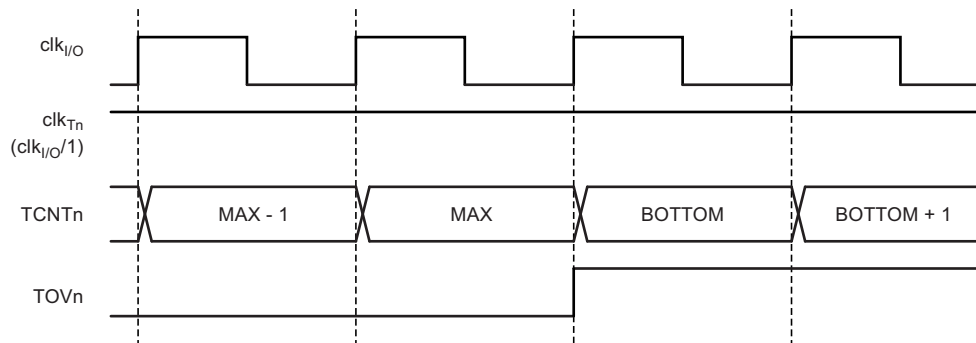 clkI/O
clkTn
(clkI/O/1)
TCNTn MAX - 1 MAX BOTTOM BOTTOM + 1
TOVn